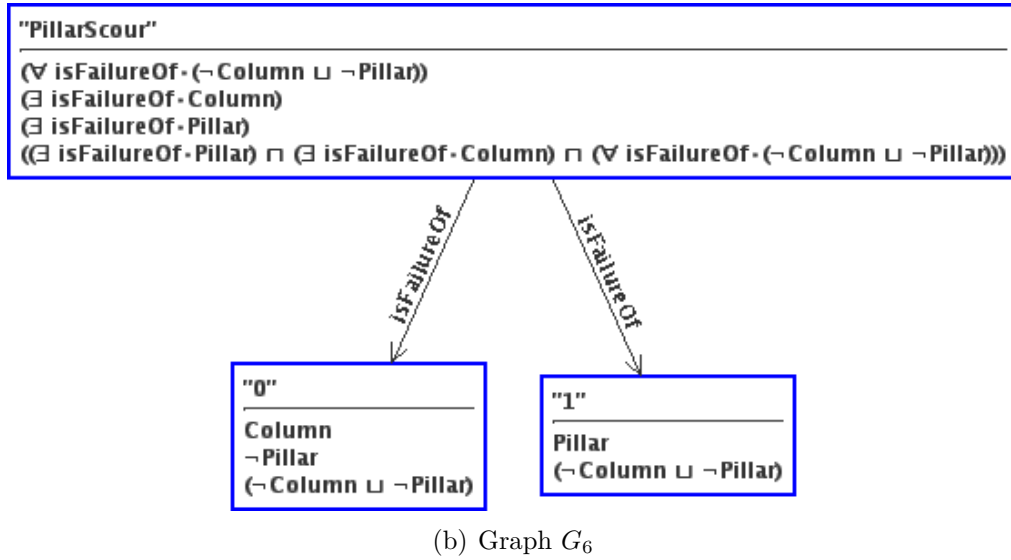 "PillarScour"
(∀ isFailureOf·(¬Column ⊔ ¬Pillar))
(∃ isFailureOf·Column)
(∃ isFailureOf·Pillar)
((∃ isFailureOf·Pillar) ⊓ (∃ isFailureOf·Column) ⊓ (∀ isFailureOf·(¬Column ⊔ ¬Pillar)))
isFailureOf
isFailureOf
"0"
Column
¬Pillar
(¬Column ⊔ ¬Pillar)
"1"
Pillar
(¬Column ⊔ ¬Pillar)
(b) Graph G₆